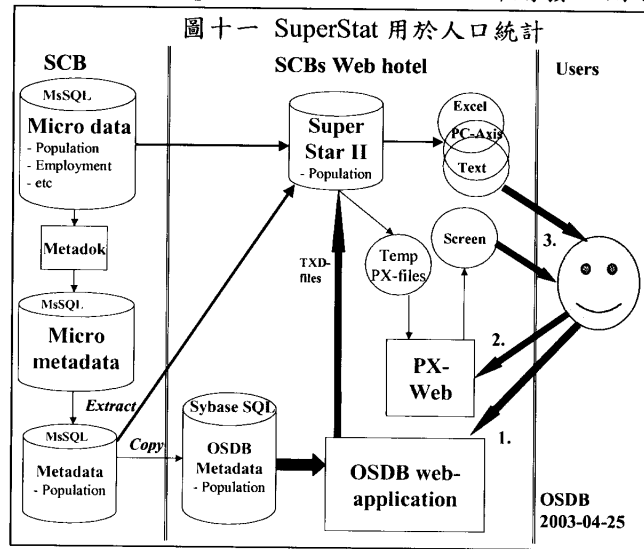 圖十一 SuperStat 用於人口統計
SCB
SCBs Web hotel
Users
MsSQL
Micro data
- Population
- Employment
- etc
Metadok
MsSQL
Micro
metadata
Extract
MsSQL
Metadata
- Population
Copy
Sybase SQL
OSDB
Metadata
- Population
Super
Star II
- Population
TXD-
files
Excel
PC-Axis
Text
Temp
PX-files
Screen
PX-
Web
OSDB web-
application
3.
2.
1.
OSDB
2003-04-25